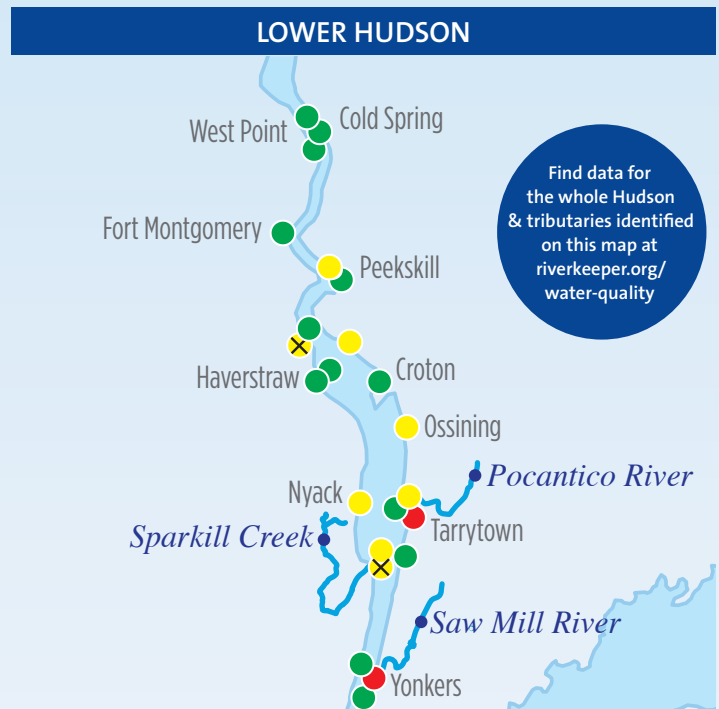 LOWER HUDSON
Cold Spring
West Point
Find data for
the whole Hudson
& tributaries identified
on this map at
riverkeeper.org/
water-quality
Fort Montgomery
Peekskill
Haverstraw
Croton
Ossining
Pocantico River
Nyack
Tarrytown
Sparkill Creek
Saw Mill River
Yonkers